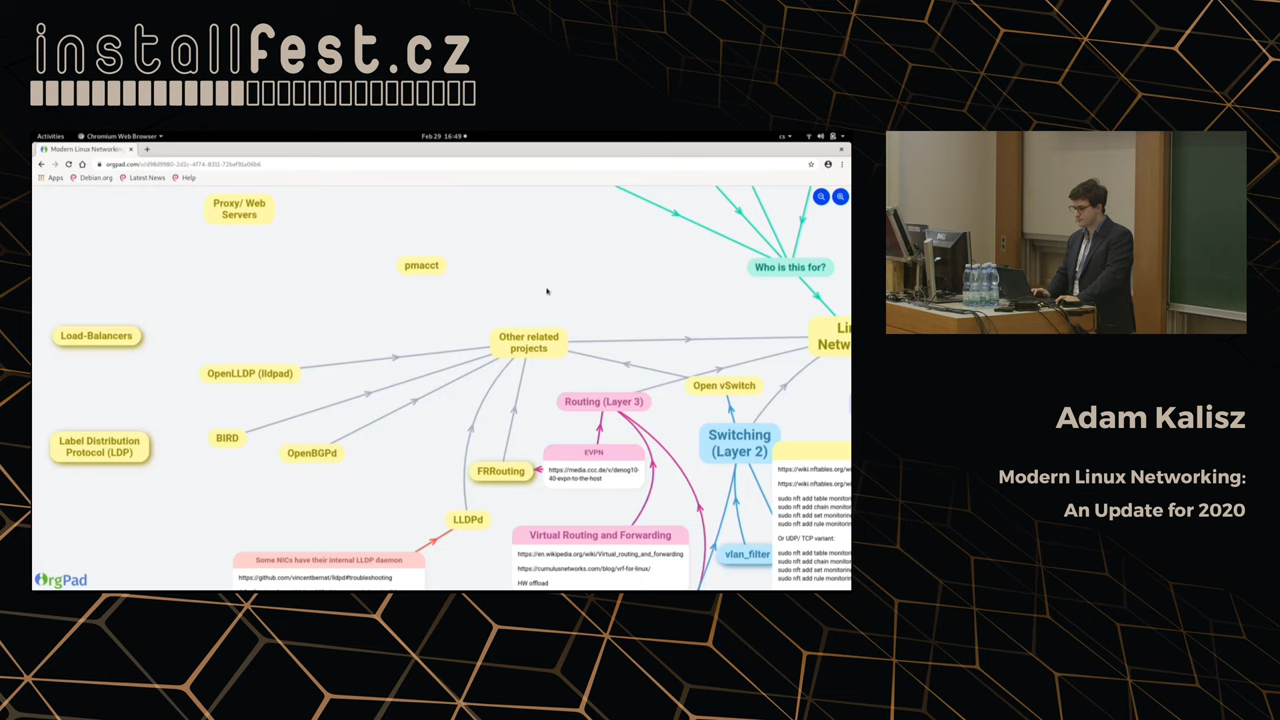 installfest.cz
Activities
Chromium Web Browser
Feb 29 16:49
cs
Modern Linux Networkin
Apps
Debian.org
Latest News
Help
Proxy/ Web
Servers
pmacct
Who is this for?
Load-Balancers
Other related
projects
Lin
Netw
OpenLLDP (lldpad)
Open vSwitch
Routing (Layer 3)
BIRD
Label Distribution
Protocol (LDP)
OpenBGPd
Switching
(Layer 2)
EVPN
FRRouting
https://media.ccc.de/v/denog10-
40-evpn-to-the-host
https://wiki.nftables.org/w
https://wiki.nftables.org/w
sudo nft add table monitor
sudo nft add chain monito
sudo nft add set monitorin
sudo nft add rule monitorin
Or UDP/ TCP variant:
sudo nft add table monitor
sudo nft add chain monito
sudo nft add set monitorin
sudo nft add rule monitorin
LLDPd
Virtual Routing and Forwarding
https://en.wikipedia.org/wiki/Virtual_routing_and_forwarding
https://cumulusnetworks.com/blog/vrf-for-linux/
HW offload
vlan_filter
Some NICs have their internal LLDP daemon
https://github.com/vincentbernat/lldpd#troubleshooting
OrgPad
Adam Kalisz
Modern Linux Networking:
An Update for 2020